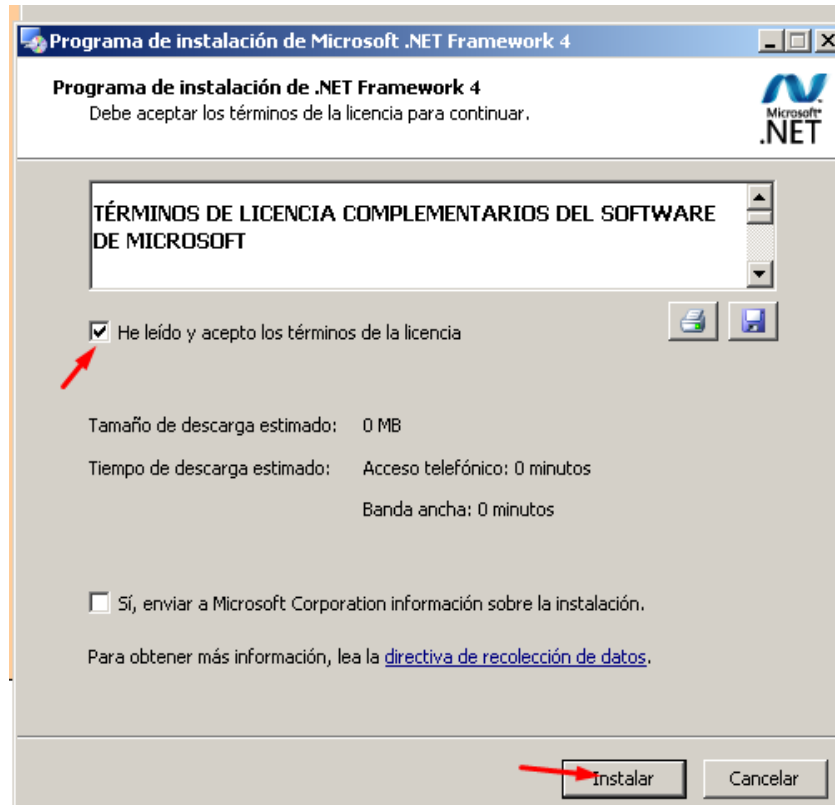 Programa de instalación de Microsoft .NET Framework 4
Programa de instalación de .NET Framework 4
Debe aceptar los términos de la licencia para continuar.
Microsoft
.NET
TÉRMINOS DE LICENCIA COMPLEMENTARIOS DEL SOFTWARE
DE MICROSOFT
He leído y acepto los términos de la licencia
Tamaño de descarga estimado: 0 MB
Tiempo de descarga estimado: Acceso telefónico: 0 minutos
Banda ancha: 0 minutos
Sí, enviar a Microsoft Corporation información sobre la instalación.
Para obtener más información, lea la directiva de recolección de datos.
Instalar Cancelar